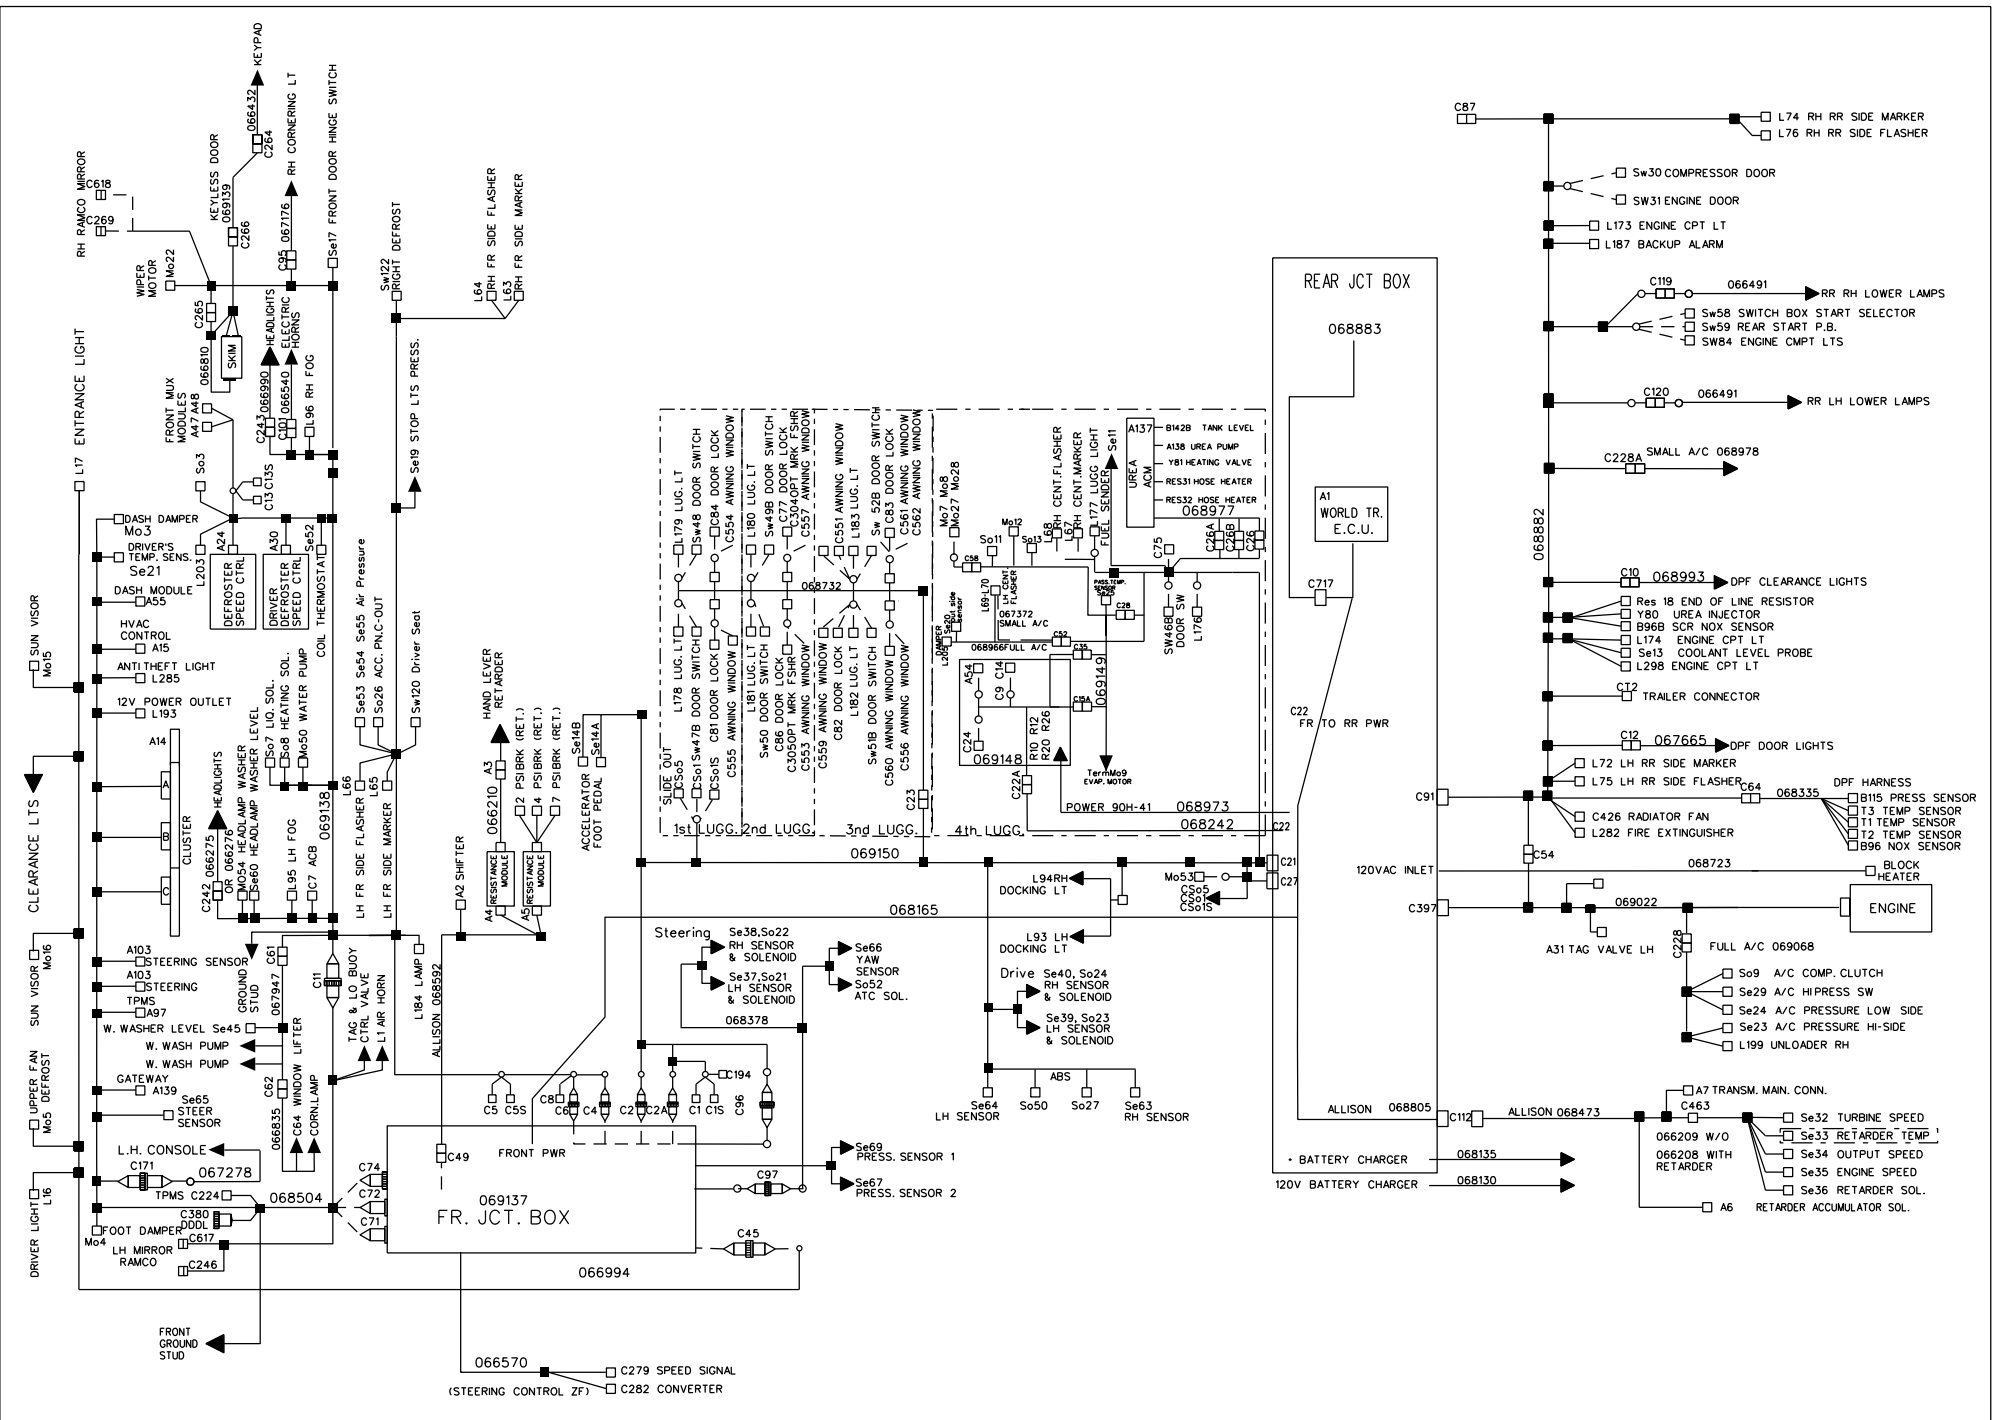 KEYPAD
066432
C264
KEYLESS DOOR
069139
C266
RH RAMCO MIRROR
C618
C269
WIPER
MOTOR
Mo22
C265
066810
SKIM
RH CORNERING LT
067176
C95
Se17 FRONT DOOR HINGE SWITCH
HEADLIGHTS
066990
C243
ELECTRIC
HORNS
066540
C101
L96 RH FOG
FRONT MUX
MODULES
A47 A48
So3
C13 C13S
L17 ENTRANCE LIGHT
DASH DAMPER
Mo3
DRIVER'S
TEMP. SENS.
Se21
DASH MODULE
A55
HVAC
CONTROL
A15
ANTITHEFT LIGHT
L285
12V POWER OUTLET
L193
L203
A24
DEFROSTER
SPEED CTRL
A30
DRIVER
DEFROSTER
SPEED CTRL
Se52
COIL THERMOSTAT
SUN VISOR
Mo15
A14
A
B
C
CLUSTER
So7 LIQ. SOL.
So8 HEATING SOL.
Mo50 WATER PUMP
069138
HEADLIGHTS
C242 066275
OR 066276
MO54 HEADLAMP WASHER
Se60 HEADLAMP WASHER LEVEL
L95 LH FOG
C7 ACB
CLEARANCE LTS
SUN VISOR
Mo16
A103
STEERING SENSOR
A103
STEERING
TPMS
A97
W. WASHER LEVEL Se45
W. WASH PUMP
W. WASH PUMP
GATEWAY
A139
Se65
STEER
SENSOR
GROUND
STUD
C61
067947
C11
C62
066835
C64 WINDOW LIFTER
CORN.LAMP
TAG & LO BUOY
CTRL VALVE
L1 AIR HORN
UPPER FAN
Mo5 DEFROST
L.H. CONSOLE
C171
067278
068504
TPMS C224
C380
DDDL
FOOT DAMPER
Mo4
C617
LH MIRROR
RAMCO
C246
DRIVER LIGHT
L16
FRONT
GROUND
STUD
Sw122
RIGHT DEFROST
L64
RH FR SIDE FLASHER
L63
RH FR SIDE MARKER
Se19 STOP LTS PRESS.
Se53 Se54 Se55 Air Pressure
So26 ACC. PN.C-OUT
Sw120 Driver Seat
L66
LH FR SIDE FLASHER
L65
LH FR SIDE MARKER
L184 LAMP
HAND LEVER
RETARDER
066210 A3
2 PSIBRK (RET.)
4 PSIBRK (RET.)
7 PSIBRK (RET.)
RESISTANCE
MODULE
A4
RESISTANCE
MODULE
A5
A2 SHIFTER
ALLISON 068592
Se14B
Se14A
ACCELERATOR
FOOT PEDAL
C5
C5S
C8
C6
C4
C2
C2A
C1
C1S
C194
C96
C49
FRONT PWR
069137
FR. JCT. BOX
C74
C72
C71
C97
C45
066994
066570
(STEERING CONTROL ZF)
C279 SPEED SIGNAL
C282 CONVERTER
Steering
Se38,So22
RH SENSOR
& SOLENOID
Se37,So21
LH SENSOR
& SOLENOID
068378
Se66
YAW
SENSOR
So52
ATC SOL.
Se69
PRESS. SENSOR 1
Se67
PRESS. SENSOR 2
L179 LUG. LT
Sw48 DOOR SWITCH
C84 DOOR LOCK
C554 AWNING WINDOW
L180 LUG. LT
Sw49B DOOR SWITCH
C77 DOOR LOCK
C304OPT MRK FSHR
C557 AWNING WINDOW
C551 AWNING WINDOW
L183 LUG. LT
Sw 52B DOOR SWITCH
C83 DOOR LOCK
C561 AWNING WINDOW
C562 AWNING WINDOW
068732
SLIDE OUT
CSo5
L178 LUG. LT
CSo1 Sw47B DOOR SWITCH
CSo1S
C81 DOOR LOCK
C555 AWNING WINDOW
L181 LUG. LT
Sw50 DOOR SWITCH
C86 DOOR LOCK
C305OPT MRK FSHR
C553 AWNING WINDOW
C559 AWNING WINDOW
C82 DOOR LOCK
L182 LUG. LT
Sw51B DOOR SWITCH
C560 AWNING WINDOW
C556 AWNING WINDOW
C23
1st LUGG.
2nd LUGG.
3nd LUGG.
4th LUGG.
Mo7 Mo8
Mo27 Mo28
C58
So11
Mo12
So13
L68
RH CENT.FLASHER
L67
RH CENT.MARKER
L177 LUGG LIGHT
FUEL SENDER
Se11
A137
UREA
ACM
B142B TANK LEVEL
A138 UREA PUMP
Y81 HEATING VALVE
RES31 HOSE HEATER
RES32 HOSE HEATER
068977
C26A
C26B
C26
C75
DAMPER
L205
Se20
out side
sensor
L69-L70
LH CENT.
FLASHER
067372
SMALL A/C
PASS.TEMP.
SENSOR
Se25
C28
C52
068966FULL A/C
C35
069149
C15A
SW46B
DOOR SW
L176
A54
C9
C14
C24
069148
R10 R12
R20 R26
C22A
TermMo9
EVAP. MOTOR
POWER 90H-41
068973
068242
C22
069150
068165
L94RH
DOCKING LT
L93 LH
DOCKING LT
Mo53
CSo5
CSo1
CSo1S
C21
C27
Drive
Se40, So24
RH SENSOR
& SOLENOID
Se39, So23
LH SENSOR
& SOLENOID
ABS
Se64
LH SENSOR
So50
So27
Se63
RH SENSOR
REAR JCT BOX
068883
A1
WORLD TR.
E.C.U.
C717
C22
FR TO RR PWR
C91
120VAC INLET
C397
ALLISON 068805
C112
+ BATTERY CHARGER
068135
120V BATTERY CHARGER
068130
C87
L74 RH RR SIDE MARKER
L76 RH RR SIDE FLASHER
Sw30 COMPRESSOR DOOR
SW31 ENGINE DOOR
L173 ENGINE CPT LT
L187 BACKUP ALARM
C119
066491
RR RH LOWER LAMPS
Sw58 SWITCH BOX START SELECTOR
Sw59 REAR START P.B.
SW84 ENGINE CMPT LTS
C120
066491
RR LH LOWER LAMPS
C228A
SMALL A/C 068978
068882
C10
068993
DPF CLEARANCE LIGHTS
Res 18 END OF LINE RESISTOR
Y80 UREA INJECTOR
B96B SCR NOX SENSOR
L174 ENGINE CPT LT
Se13 COOLANT LEVEL PROBE
L298 ENGINE CPT LT
CT2
TRAILER CONNECTOR
C12
067665
DPF DOOR LIGHTS
L72 LH RR SIDE MARKER
L75 LH RR SIDE FLASHER
C64
068335
DPF HARNESS
B115 PRESS SENSOR
T3 TEMP SENSOR
T1 TEMP SENSOR
T2 TEMP SENSOR
B96 NOX SENSOR
C426 RADIATOR FAN
L282 FIRE EXTINGUISHER
C54
068723
BLOCK
HEATER
069022
ENGINE
A31 TAG VALVE LH
C228
FULL A/C 069068
So9 A/C COMP. CLUTCH
Se29 A/C HIPRESS SW
Se24 A/C PRESSURE LOW SIDE
Se23 A/C PRESSURE HI-SIDE
L199 UNLOADER RH
A7 TRANSM. MAIN. CONN.
ALLISON 068473
C463
066209 W/O
066208 WITH
RETARDER
Se32 TURBINE SPEED
Se33 RETARDER TEMP
Se34 OUTPUT SPEED
Se35 ENGINE SPEED
Se36 RETARDER SOL.
A6
RETARDER ACCUMULATOR SOL.